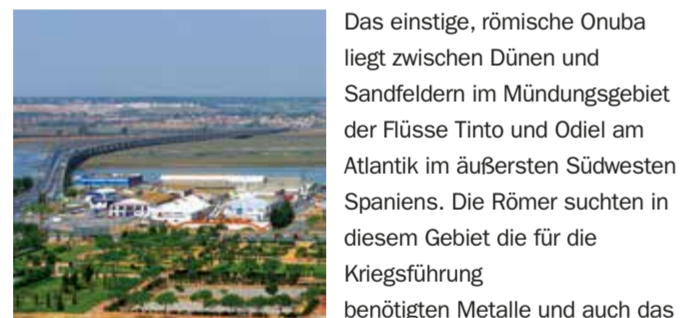 Das einstige, römische Onuba
liegt zwischen Dünen und
Sandfeldern im Mündungsgebiet
der Flüsse Tinto und Odiel am
Atlantik im äußersten Südwesten
Spaniens. Die Römer suchten in
diesem Gebiet die für die
Kriegsführung
benötigten Metalle und auch das